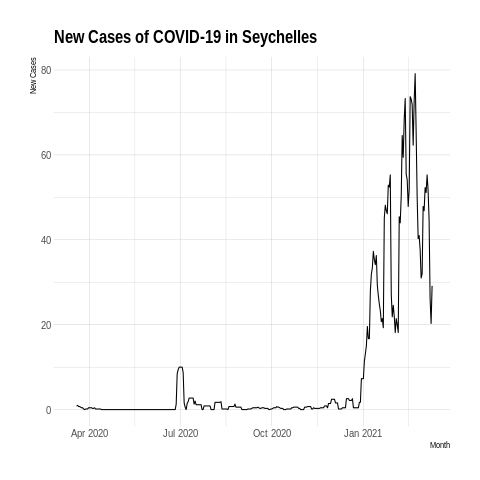 New Cases of COVID-19 in Seychelles
New Cases
80
60
40
20
0
Apr 2020 Jul 2020 Oct 2020 Jan 2021
Month